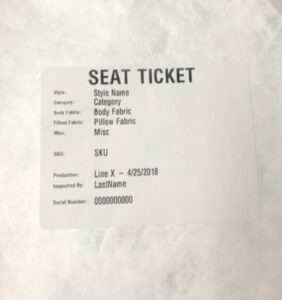 SEAT TICKET
Style: Style Name
Category: Category
Body Fabric: Body Fabric
Pillow Fabric: Pillow Fabric
Misc: Misc
SKU: SKU
Production: Line X – 4/25/2018
Inspected By: LastName
Serial Number: 0000000000